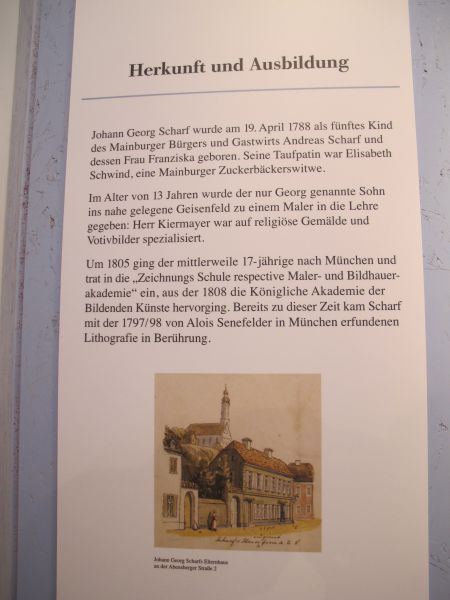 Herkunft und Ausbildung
Johann Georg Scharf wurde am 19. April 1788 als fünftes Kind
des Mainburger Bürgers und Gastwirts Andreas Scharf und
dessen Frau Franziska geboren. Seine Taufpatin war Elisabeth
Schwind, eine Mainburger Zuckerbäckerswitwe.
Im Alter von 13 Jahren wurde der nur Georg genannte Sohn
ins nahe gelegene Geisenfeld zu einem Maler in die Lehre
gegeben: Herr Kiermayer war auf religiöse Gemälde und
Votivbilder spezialisiert.
Um 1805 ging der mittlerweile 17-jährige nach München und
trat in die „Zeichnungs Schule respective Maler- und Bildhauer-
akademie“ ein, aus der 1808 die Königliche Akademie der
Bildenden Künste hervorging. Bereits zu dieser Zeit kam Scharf
mit der 1797/98 von Alois Senefelder in München erfundenen
Lithografie in Berührung.
Johann Georg Scharfs Elternhaus
an der Abensberger Straße 2